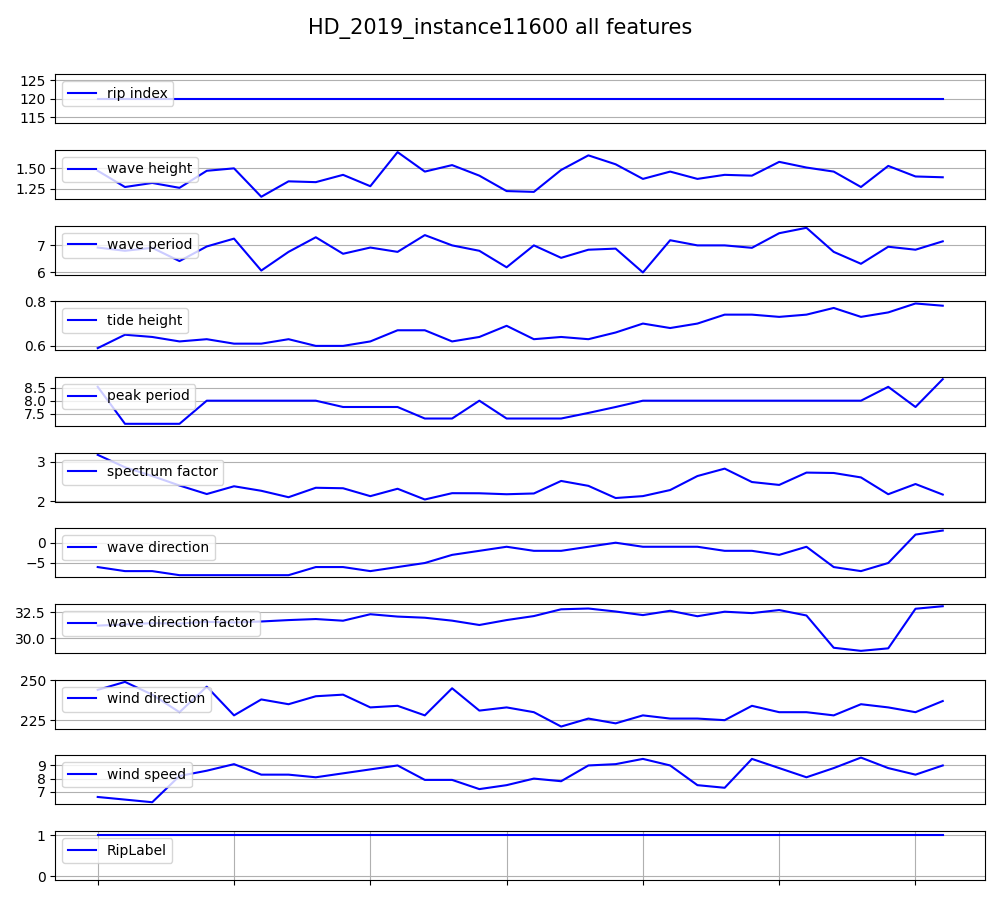 HD_2019_instance11600 all features
125
120
115
rip index
1.50
1.25
wave height
7
6
wave period
0.8
0.6
tide height
8.5
8.0
7.5
peak period
3
2
spectrum factor
0
−5
wave direction
32.5
30.0
wave direction factor
250
225
wind direction
9
8
7
wind speed
1
0
RipLabel